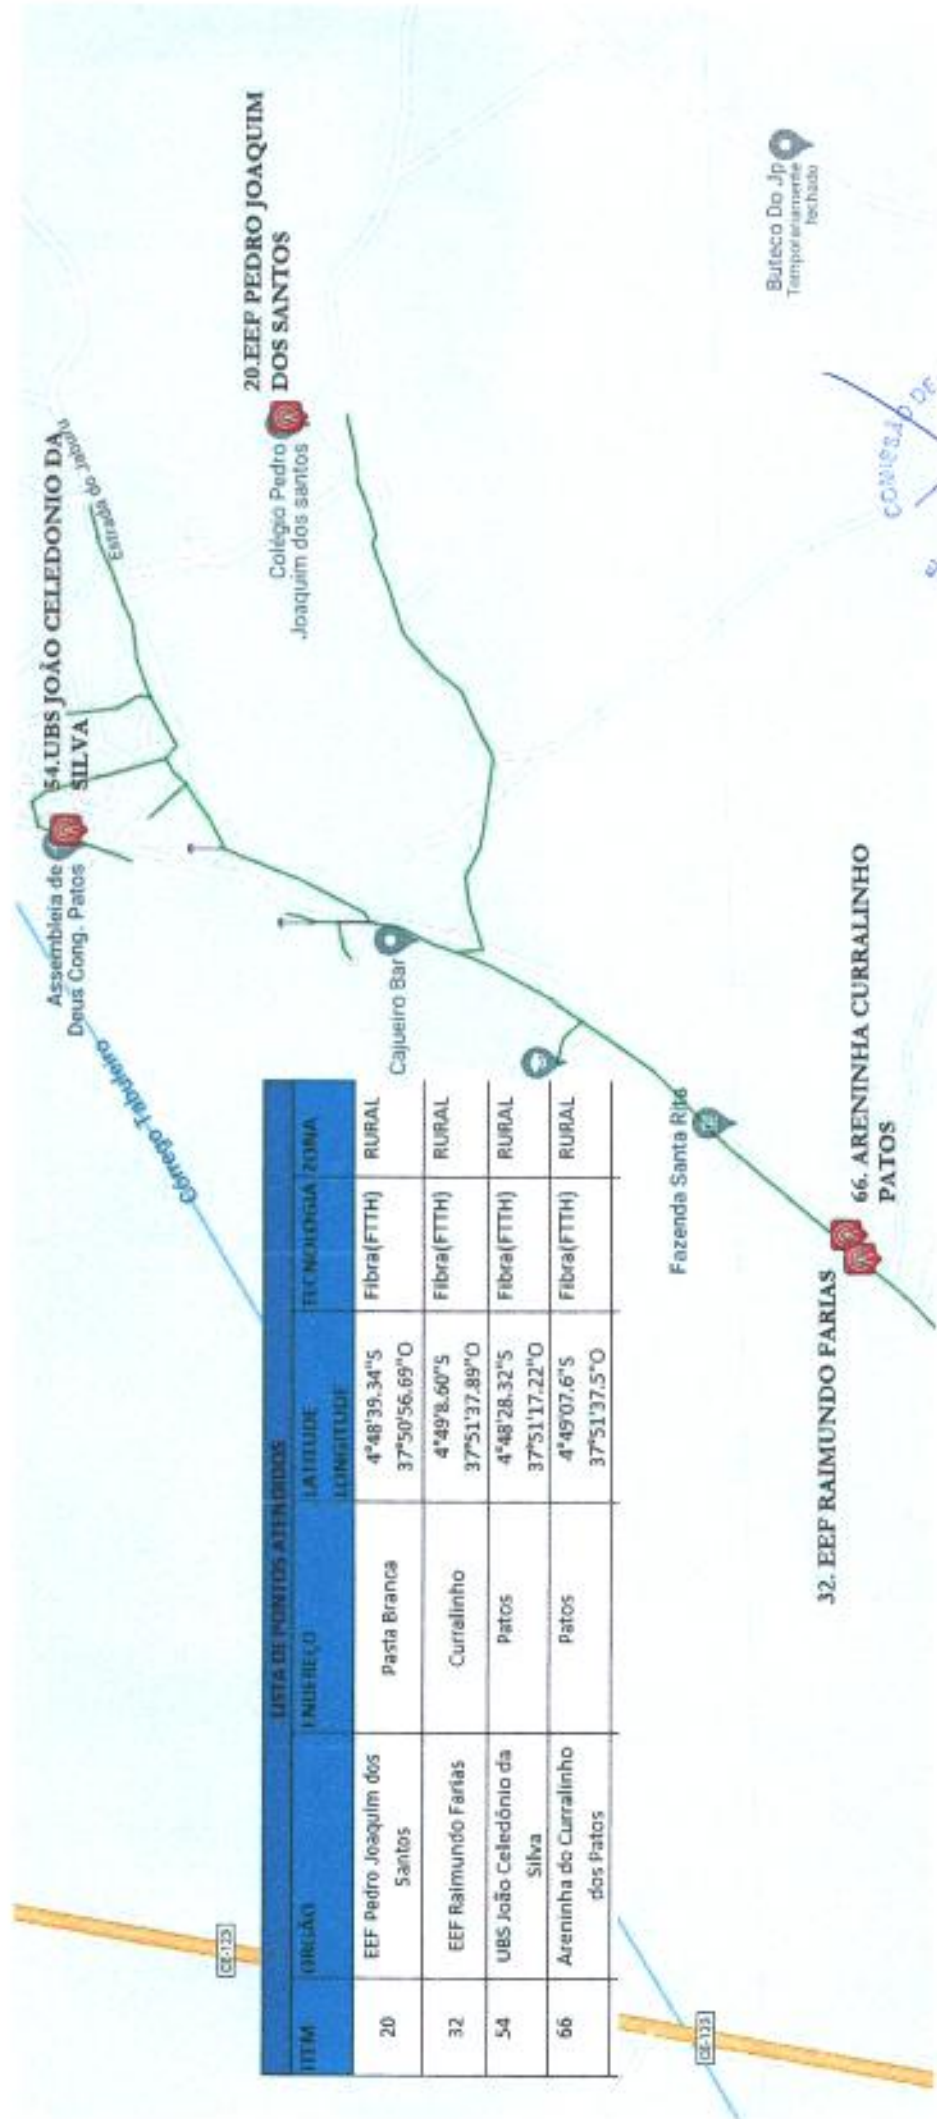 54.UBS JOÃO CELEDONIO DA
SILVA
Assembleia de
Deus Cong. Patos
Estrada do Jaburu
Córrego Tabuleiro
20.EEF PEDRO JOAQUIM
DOS SANTOS
Colégio Pedro
Joaquim dos santos
Cajueiro Bar
Buteco Do Jp
Temporariamente
fechado
COMISSÃO DE
Fazenda Santa Rita
66. ARENINHA CURRALINHO
PATOS
32. EEF RAIMUNDO FARIAS
CE-123
CE-123
LISTA DE PONTOS ATENDIDOS
ITEM ORGÃO ENDEREÇO LATITUDE TECNOLOGIA ZONA
LONGITUDE
20 EEF Pedro Joaquim dos Santos Pasta Branca 4°48'39.34"S 37°50'56.69"O Fibra(FTTH) RURAL
32 EEF Raimundo Farias Curralinho 4°49'8.60"S 37°51'37.89"O Fibra(FTTH) RURAL
54 UBS João Celedônio da Silva Patos 4°48'28.32"S 37°51'17.22"O Fibra(FTTH) RURAL
66 Areninha do Curralinho dos Patos Patos 4°49'07.6"S 37°51'37.5"O Fibra(FTTH) RURAL